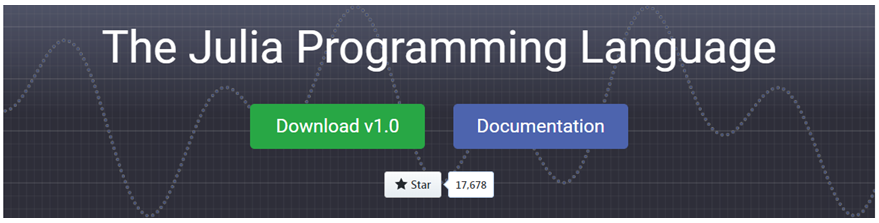 The Julia Programming Language
Download v1.0 Documentation
Star 17,678